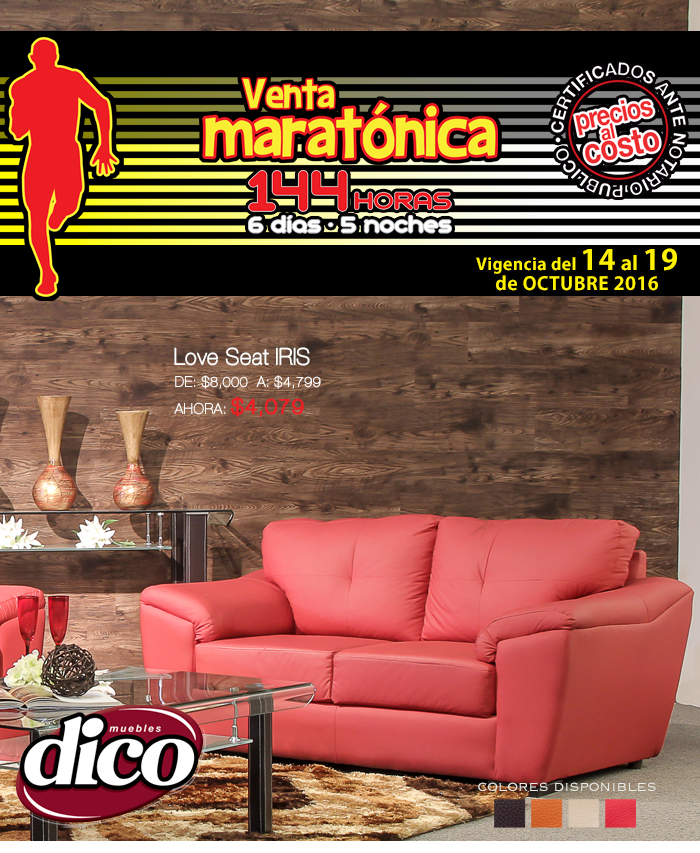 Venta
maratónica
144 HORAS
6 días • 5 noches
• CERTIFICADOS ANTE NOTARIO PUBLICO
precios
al
costo
Vigencia del 14 al 19
de OCTUBRE 2016
Love Seat IRIS
DE: $8,000 A: $4,799
AHORA: $4,079
muebles
dico
COLORES DISPONIBLES